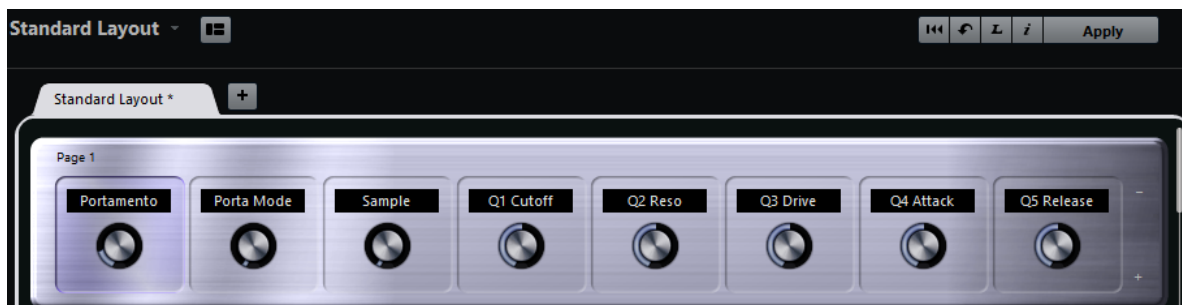 Standard Layout
L i Apply
Standard Layout *
+
Page 1
Portamento Porta Mode Sample Q1 Cutoff Q2 Reso Q3 Drive Q4 Attack Q5 Release
-
+